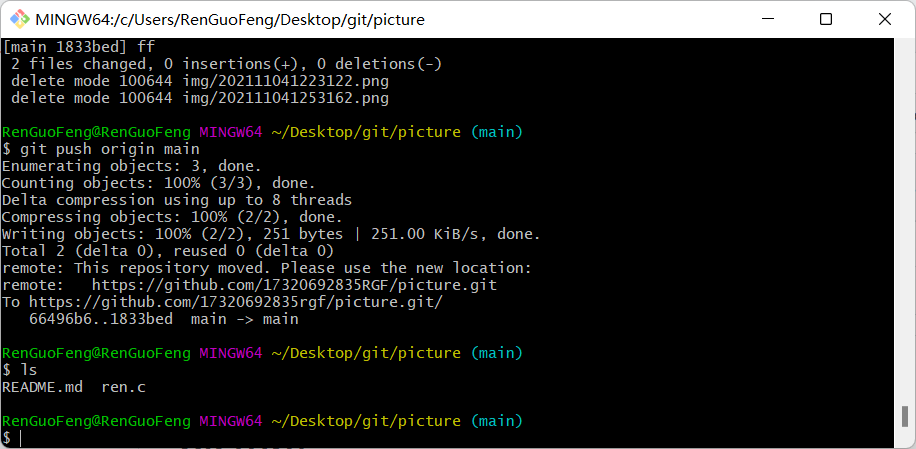 MINGW64:/c/Users/RenGuoFeng/Desktop/git/picture
[main 1833bed] ff
 2 files changed, 0 insertions(+), 0 deletions(-)
 delete mode 100644 img/202111041223122.png
 delete mode 100644 img/202111041253162.png
RenGuoFeng@RenGuoFeng MINGW64 ~/Desktop/git/picture (main)
$ git push origin main
Enumerating objects: 3, done.
Counting objects: 100% (3/3), done.
Delta compression using up to 8 threads
Compressing objects: 100% (2/2), done.
Writing objects: 100% (2/2), 251 bytes | 251.00 KiB/s, done.
Total 2 (delta 0), reused 0 (delta 0)
remote: This repository moved. Please use the new location:
remote:   https://github.com/17320692835RGF/picture.git
To https://github.com/17320692835rgf/picture.git/
   66496b6..1833bed  main -> main
RenGuoFeng@RenGuoFeng MINGW64 ~/Desktop/git/picture (main)
$ ls
README.md  ren.c
RenGuoFeng@RenGuoFeng MINGW64 ~/Desktop/git/picture (main)
$